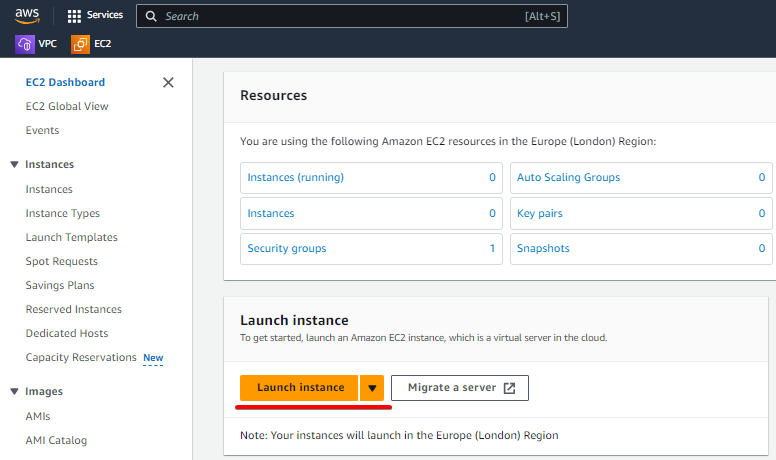 aws
Services
Search
[Alt+S]
VPC
EC2
EC2 Dashboard
EC2 Global View
Events
Instances
Instances
Instance Types
Launch Templates
Spot Requests
Savings Plans
Reserved Instances
Dedicated Hosts
Capacity Reservations New
Images
AMIs
AMI Catalog
Resources
You are using the following Amazon EC2 resources in the Europe (London) Region:
Instances (running) 0
Auto Scaling Groups 0
Instances 0
Key pairs 0
Security groups 1
Snapshots 0
Launch instance
To get started, launch an Amazon EC2 instance, which is a virtual server in the cloud.
Launch instance
Migrate a server
Note: Your instances will launch in the Europe (London) Region